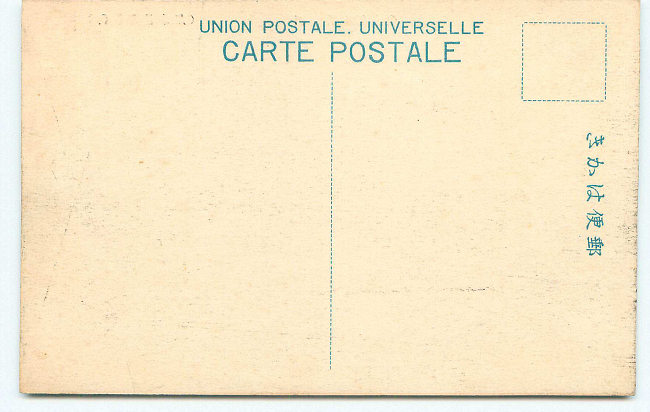 UNION POSTALE. UNIVERSELLE
CARTE POSTALE
郵便はかき